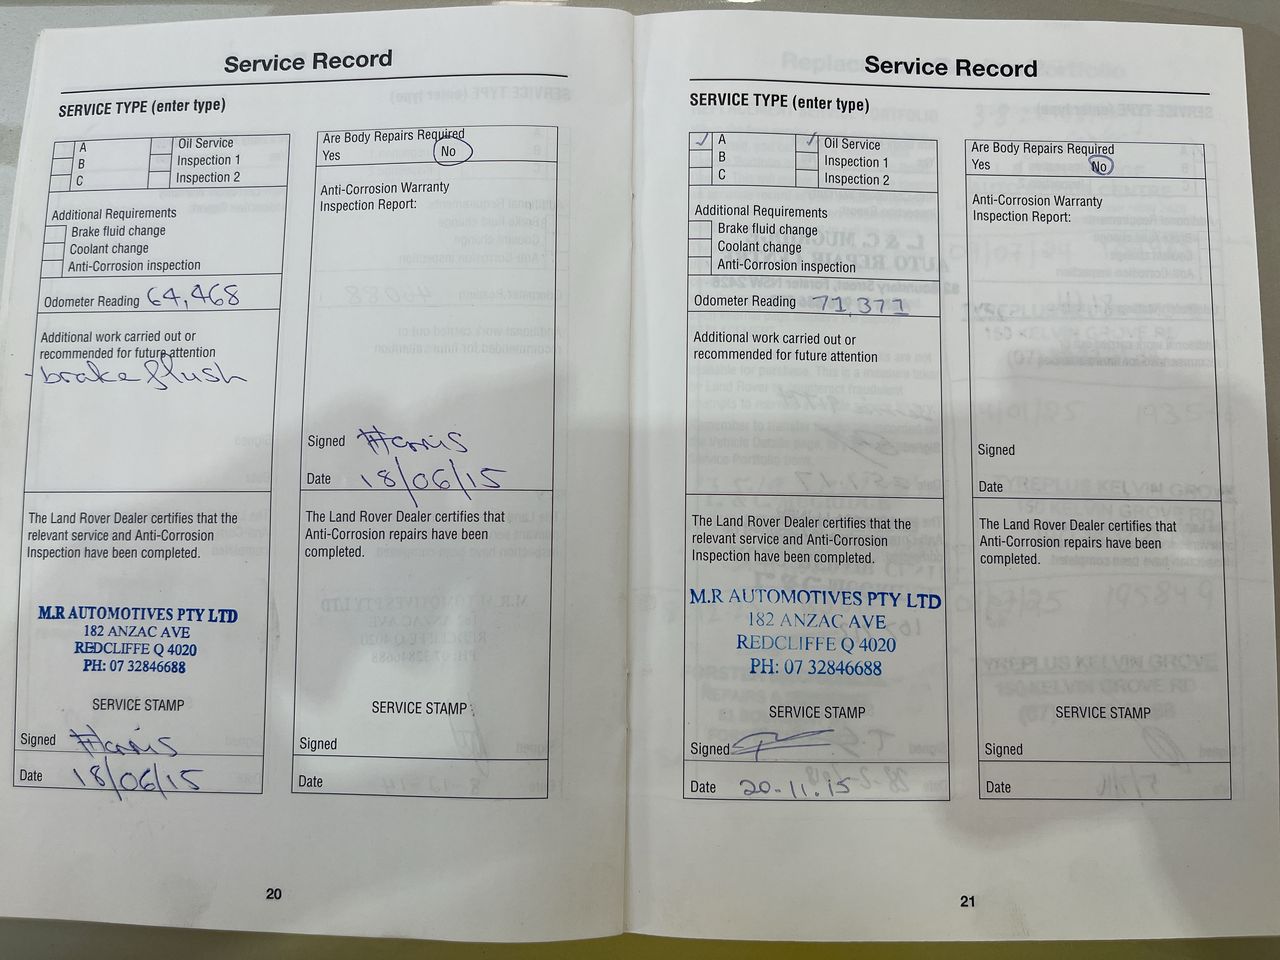 Service Record
SERVICE TYPE (enter type)
A
B
C
Oil Service
Inspection 1
Inspection 2
Additional Requirements
Brake fluid change
Coolant change
Anti-Corrosion inspection
Odometer Reading 64,468
Additional work carried out or
recommended for future attention
- brake flush
The Land Rover Dealer certifies that the
relevant service and Anti-Corrosion
Inspection have been completed.
M.R AUTOMOTIVES PTY LTD
182 ANZAC AVE
REDCLIFFE Q 4020
PH: 07 32846688
SERVICE STAMP
Signed Harris
Date 18/06/15
Are Body Repairs Required
Yes No
Anti-Corrosion Warranty
Inspection Report:
Signed Harris
Date 18/06/15
The Land Rover Dealer certifies that
Anti-Corrosion repairs have been
completed.
SERVICE STAMP
Signed
Date
20
Service Record
SERVICE TYPE (enter type)
A
B
C
Oil Service
Inspection 1
Inspection 2
Additional Requirements
Brake fluid change
Coolant change
Anti-Corrosion inspection
Odometer Reading 71,371
Additional work carried out or
recommended for future attention
The Land Rover Dealer certifies that the
relevant service and Anti-Corrosion
Inspection have been completed.
M.R AUTOMOTIVES PTY LTD
182 ANZAC AVE
REDCLIFFE Q 4020
PH: 07 32846688
SERVICE STAMP
Signed
Date 20.11.15
Are Body Repairs Required
Yes No
Anti-Corrosion Warranty
Inspection Report:
Signed
Date
The Land Rover Dealer certifies that
Anti-Corrosion repairs have been
completed.
SERVICE STAMP
Signed
Date
21